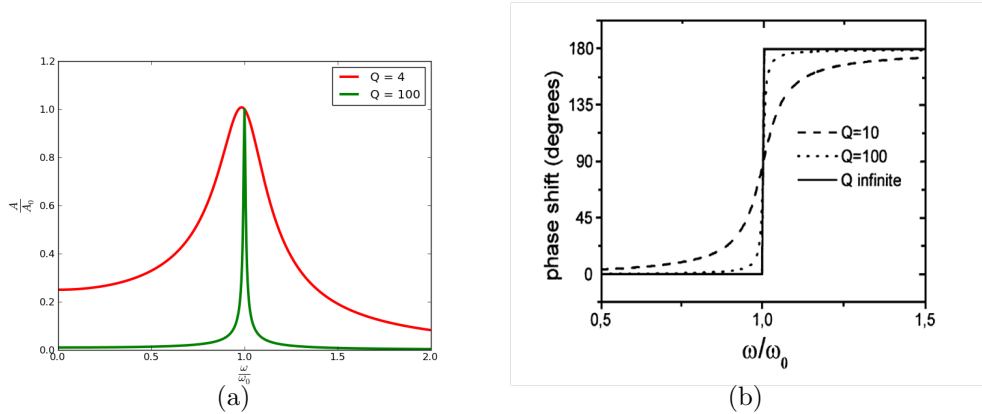 1.2
1.0
0.8
0.6
0.4
0.2
0.0
A
A₀
Q = 4
Q = 100
0.0 0.5 1.0 1.5 2.0
ω
ω₀
(a)
phase shift (degrees)
180
135
90
45
0
Q=10
Q=100
Q infinite
0,5 1,0 1,5
ω/ω₀
(b)